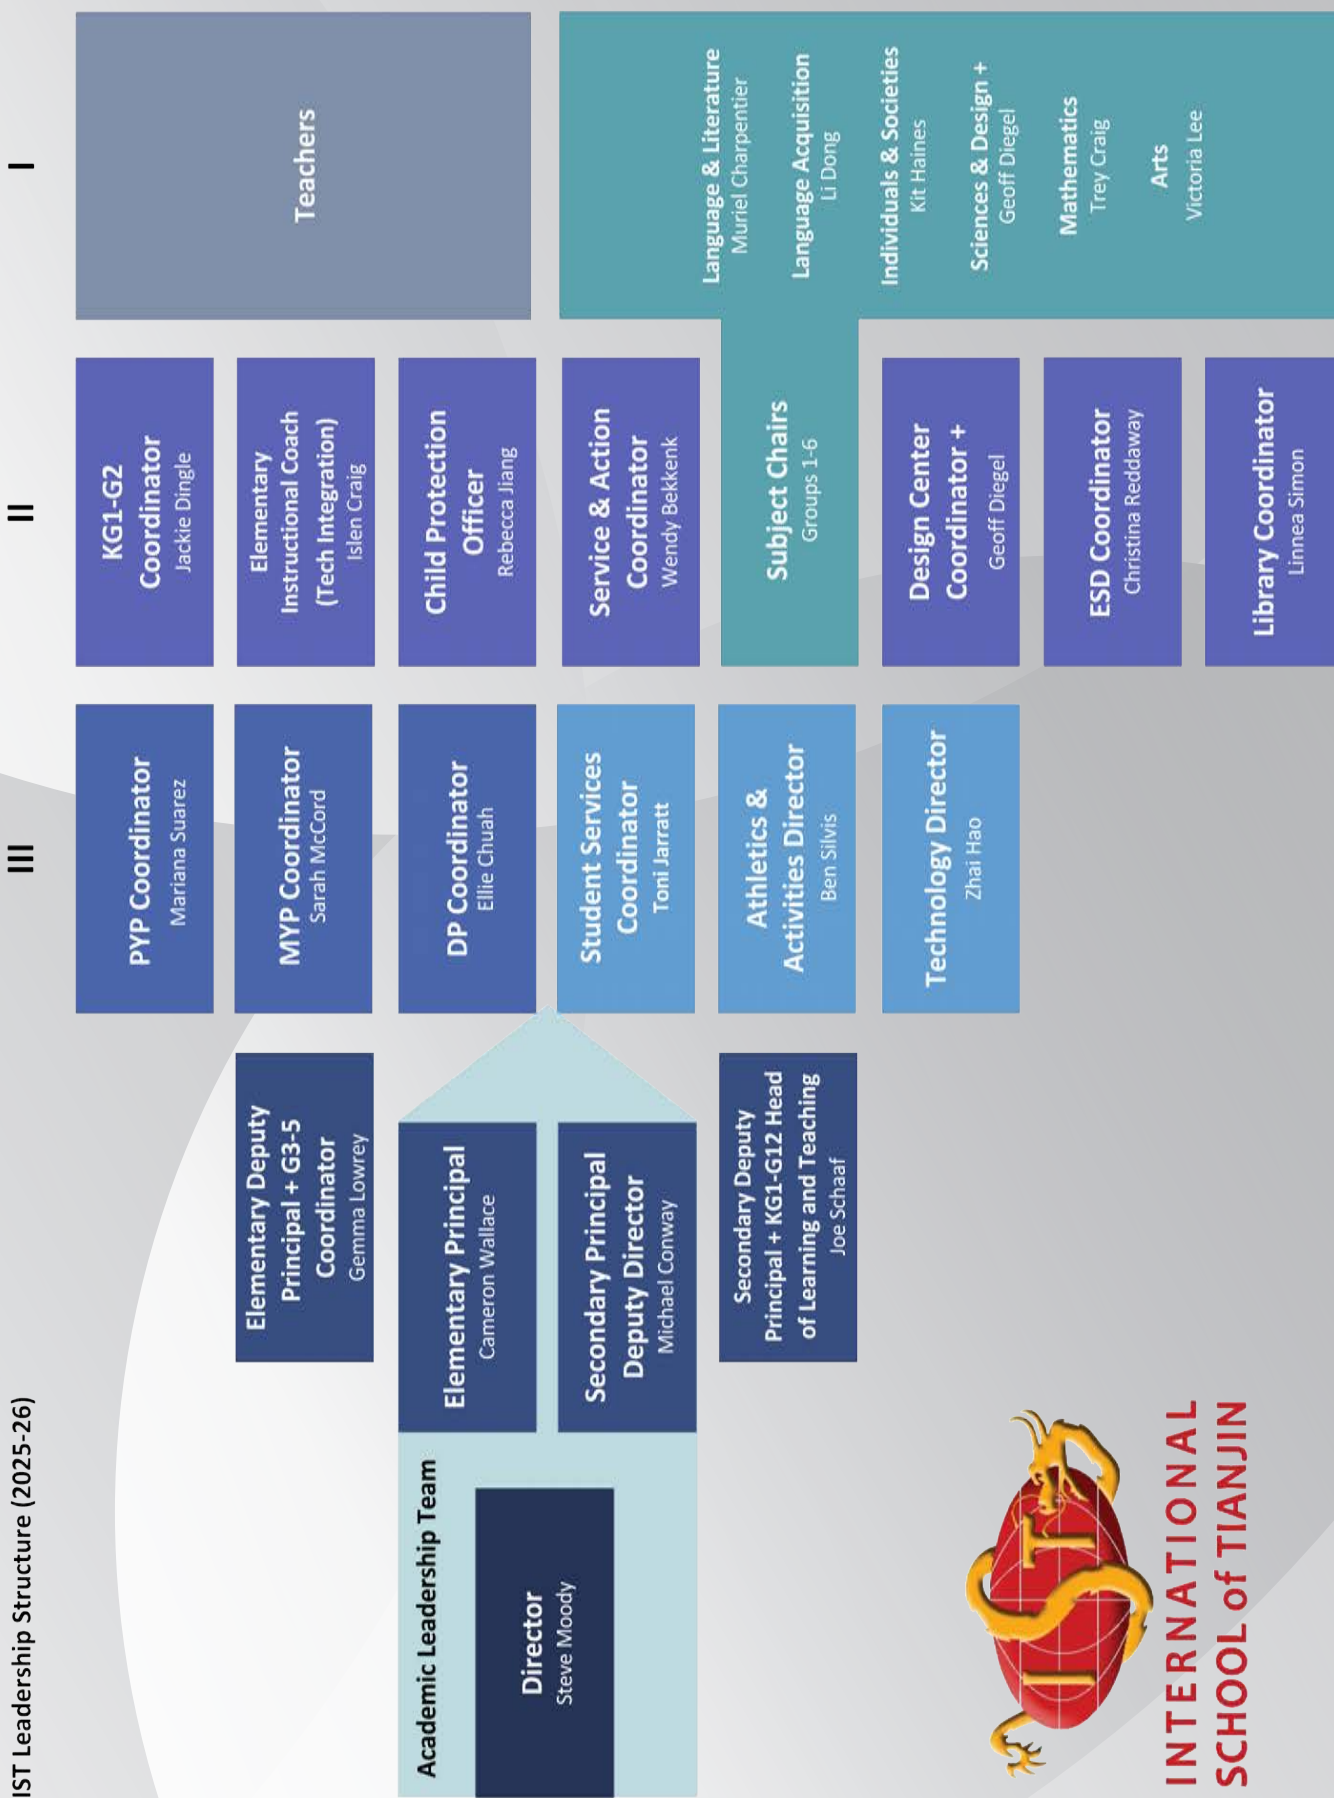 IST Leadership Structure (2025-26)
III
II
I
Academic Leadership Team
Director
Steve Moody
Elementary Deputy
Principal + G3-5
Coordinator
Gemma Lowrey
Elementary Principal
Cameron Wallace
Secondary Principal
Deputy Director
Michael Conway
Secondary Deputy
Principal + KG1-G12 Head
of Learning and Teaching
Joe Schaaf
PYP Coordinator
Mariana Suarez
MYP Coordinator
Sarah McCord
DP Coordinator
Ellie Chuah
Student Services
Coordinator
Toni Jarratt
Athletics &
Activities Director
Ben Silvis
Technology Director
Zhai Hao
KG1-G2
Coordinator
Jackie Dingle
Elementary
Instructional Coach
(Tech Integration)
Islen Craig
Child Protection
Officer
Rebecca Jiang
Service & Action
Coordinator
Wendy Bekkenk
Subject Chairs
Groups 1-6
Design Center
Coordinator +
Geoff Diegel
ESD Coordinator
Christina Reddaway
Library Coordinator
Linnea Simon
Teachers
Language & Literature
Muriel Charpentier
Language Acquisition
Li Dong
Individuals & Societies
Kit Haines
Sciences & Design +
Geoff Diegel
Mathematics
Trey Craig
Arts
Victoria Lee
IST
INTERNATIONAL
SCHOOL of TIANJIN